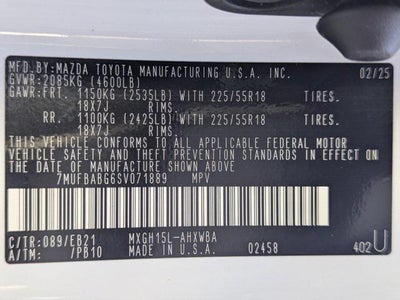 MFD.BY:MAZDA TOYOTA MANUFACTURING U.S.A. INC. 02/25
GVWR:2085KG (4600LB)
GAWR:FRT. 1150KG (2535LB) WITH 225/55R18 TIRES.
18X7J RIMS.
RR. 1100KG (2425LB) WITH 225/55R18 TIRES.
18X7J RIMS.
THIS VEHICLE CONFORMS TO ALL APPLICABLE FEDERAL MOTOR
VEHICLE SAFETY AND THEFT PREVENTION STANDARDS IN EFFECT ON
THE DATE OF MANUFACTURE SHOWN ABOVE.
7MUFBABG6SV071889 MPV
C/TR:089/EB21 MXGH15L-AHXWBA
A/TM: /PB10 MADE IN U.S.A. 02458 402U